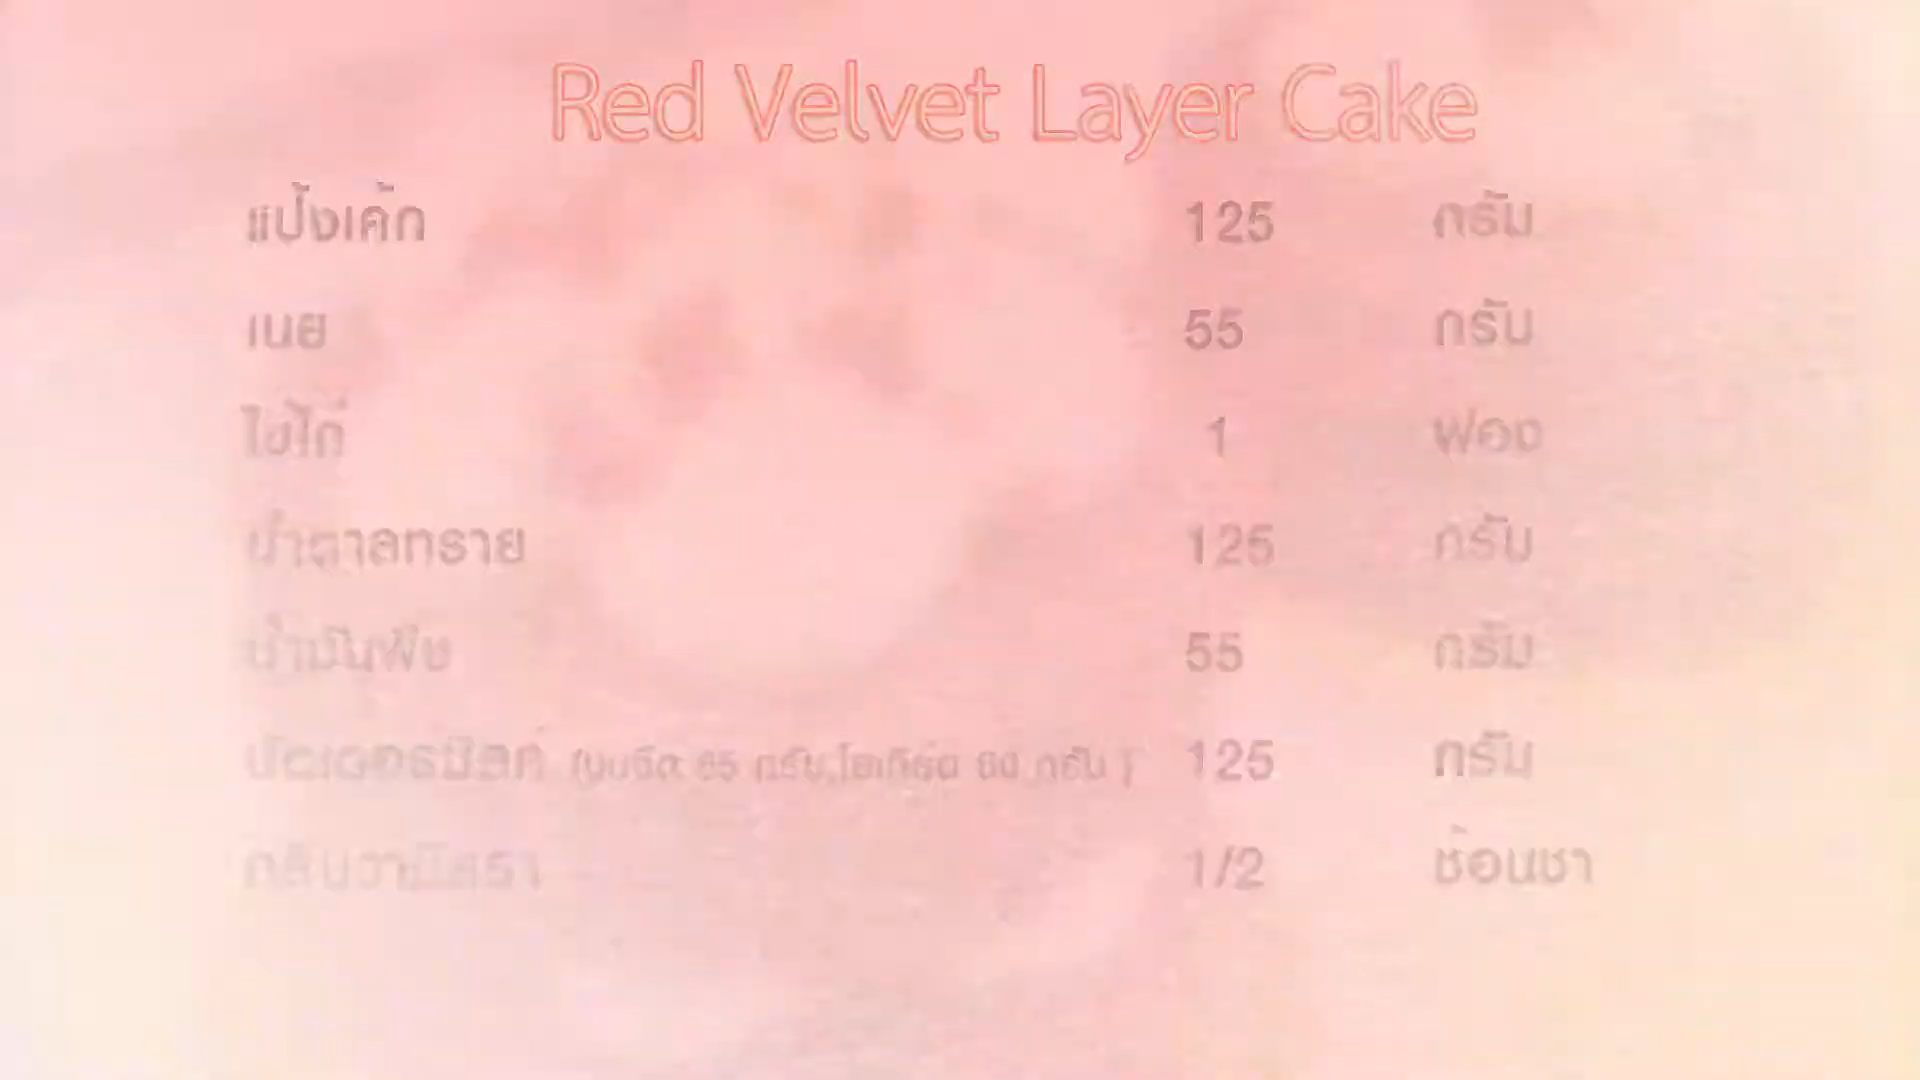 Red Velvet Layer Cake
แป้งเค้ก 125 กรัม
เนย 55 กรัม
ไข่ไก่ 1 ฟอง
น้ำตาลทราย 125 กรัม
น้ำมันพืช 55 กรัม
บัตเตอร์มิลค์ 125 กรัม
กลิ่นวานิลลา 1/2 ช้อนชา